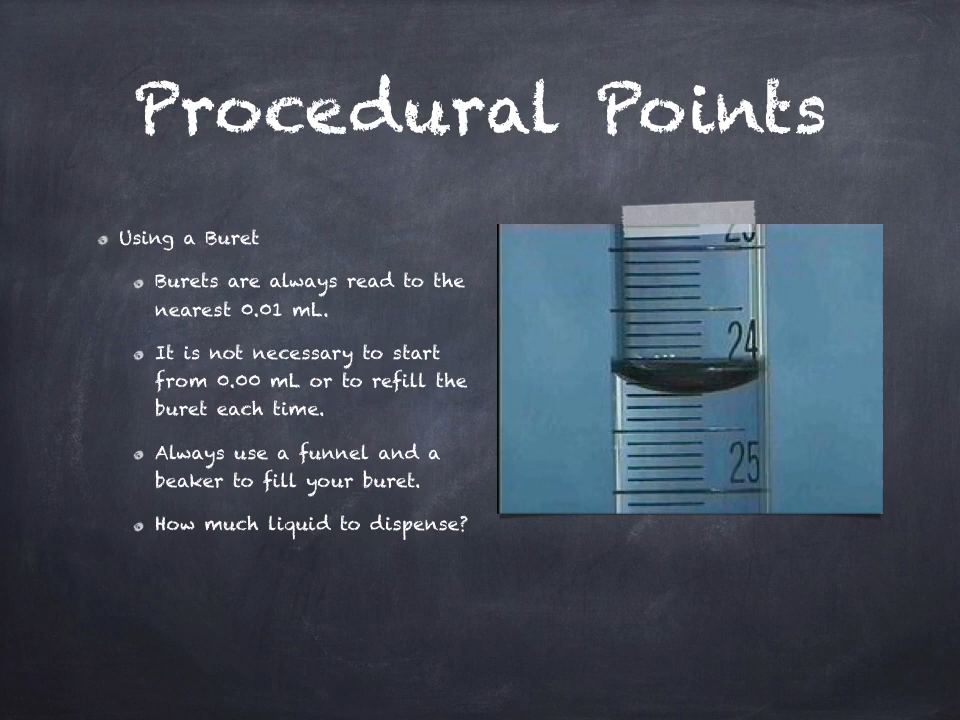 Procedural Points
Using a Buret
Burets are always read to the
nearest 0.01 mL.
It is not necessary to start
from 0.00 mL or to refill the
buret each time.
Always use a funnel and a
beaker to fill your buret.
How much liquid to dispense?
24
25